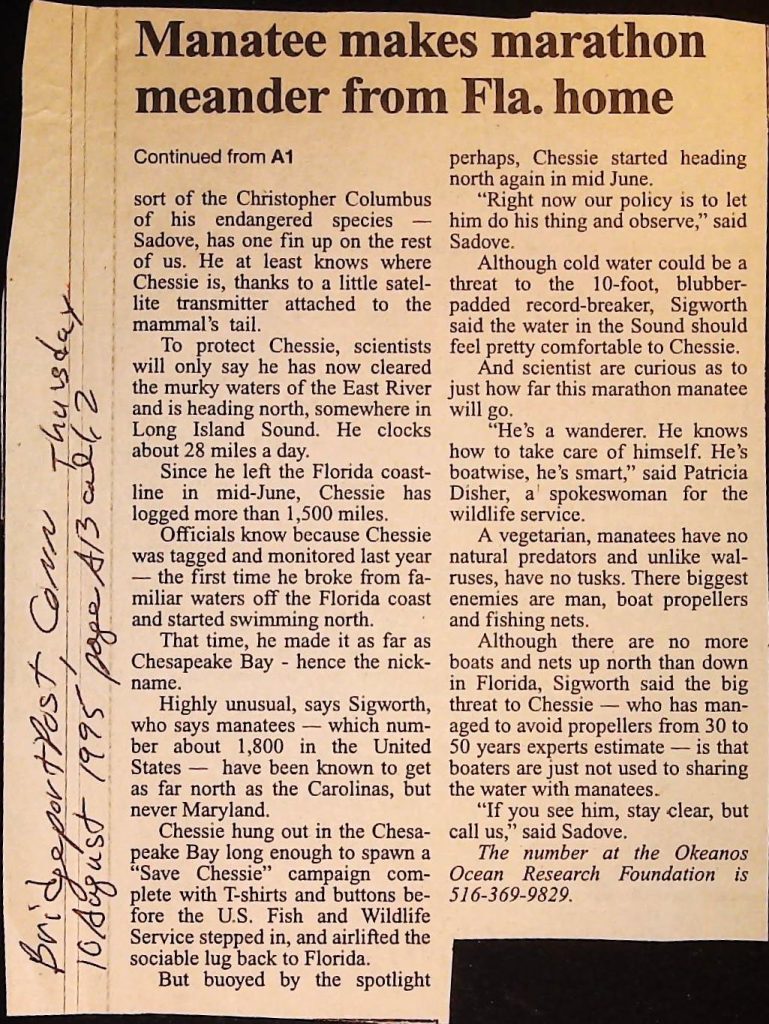 Manatee makes marathon
meander from Fla. home
Continued from A1
sort of the Christopher Columbus
of his endangered species —
Sadove, has one fin up on the rest
of us. He at least knows where
Chessie is, thanks to a little satel-
lite transmitter attached to the
mammal's tail.
To protect Chessie, scientists
will only say he has now cleared
the murky waters of the East River
and is heading north, somewhere in
Long Island Sound. He clocks
about 28 miles a day.
Since he left the Florida coast-
line in mid-June, Chessie has
logged more than 1,500 miles.
Officials know because Chessie
was tagged and monitored last year
— the first time he broke from fa-
miliar waters off the Florida coast
and started swimming north.
That time, he made it as far as
Chesapeake Bay - hence the nick-
name.
Highly unusual, says Sigworth,
who says manatees — which num-
ber about 1,800 in the United
States — have been known to get
as far north as the Carolinas, but
never Maryland.
Chessie hung out in the Chesa-
peake Bay long enough to spawn a
“Save Chessie” campaign com-
plete with T-shirts and buttons be-
fore the U.S. Fish and Wildlife
Service stepped in, and airlifted the
sociable lug back to Florida.
But buoyed by the spotlight
perhaps, Chessie started heading
north again in mid June.
“Right now our policy is to let
him do his thing and observe,” said
Sadove.
Although cold water could be a
threat to the 10-foot, blubber-
padded record-breaker, Sigworth
said the water in the Sound should
feel pretty comfortable to Chessie.
And scientist are curious as to
just how far this marathon manatee
will go.
“He's a wanderer. He knows
how to take care of himself. He's
boatwise, he's smart,” said Patricia
Disher, a spokeswoman for the
wildlife service.
A vegetarian, manatees have no
natural predators and unlike wal-
ruses, have no tusks. There biggest
enemies are man, boat propellers
and fishing nets.
Although there are no more
boats and nets up north than down
in Florida, Sigworth said the big
threat to Chessie — who has man-
aged to avoid propellers from 30 to
50 years experts estimate — is that
boaters are just not used to sharing
the water with manatees.
“If you see him, stay clear, but
call us,” said Sadove.
The number at the Okeanos
Ocean Research Foundation is
516-369-9829.
Bridgeport Post, Conn Thursday
10 August 1995 page A13 col 1, 2